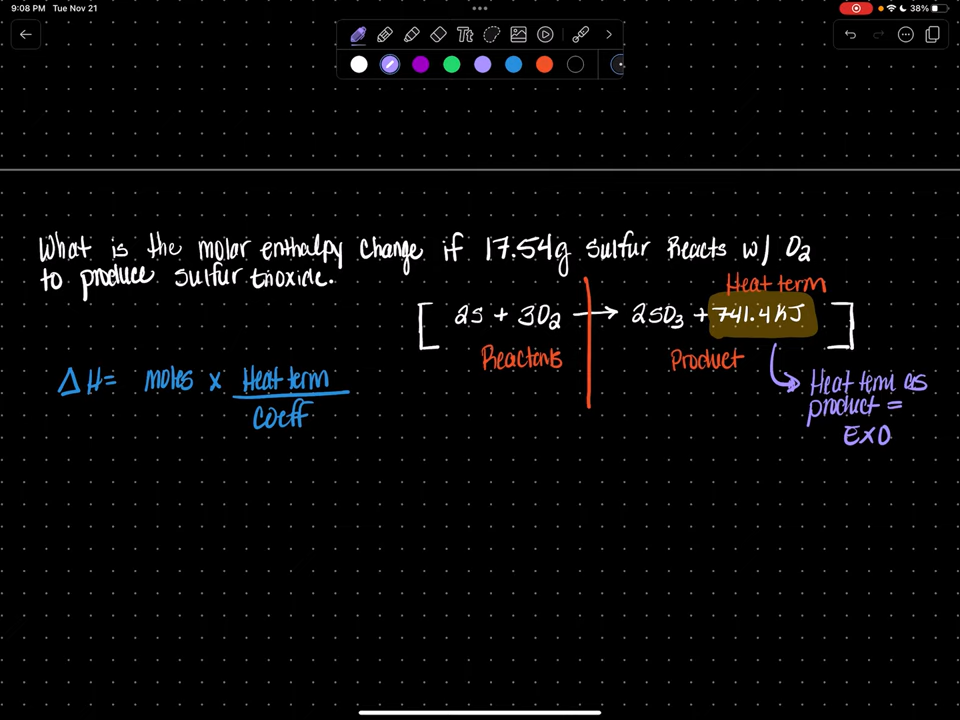 9:08 PM Tue Nov 21
38%
Tt
What is the molar enthalpy change if 17.54g sulfur Reacts w/ O2
to produce sulfur trioxide.
Heat term
[ 2S + 3O2 → 2SO3 + 741.4KJ ]
Reactants Product
ΔH= moles x Heat term
coeff
Heat term as
product =
EXO